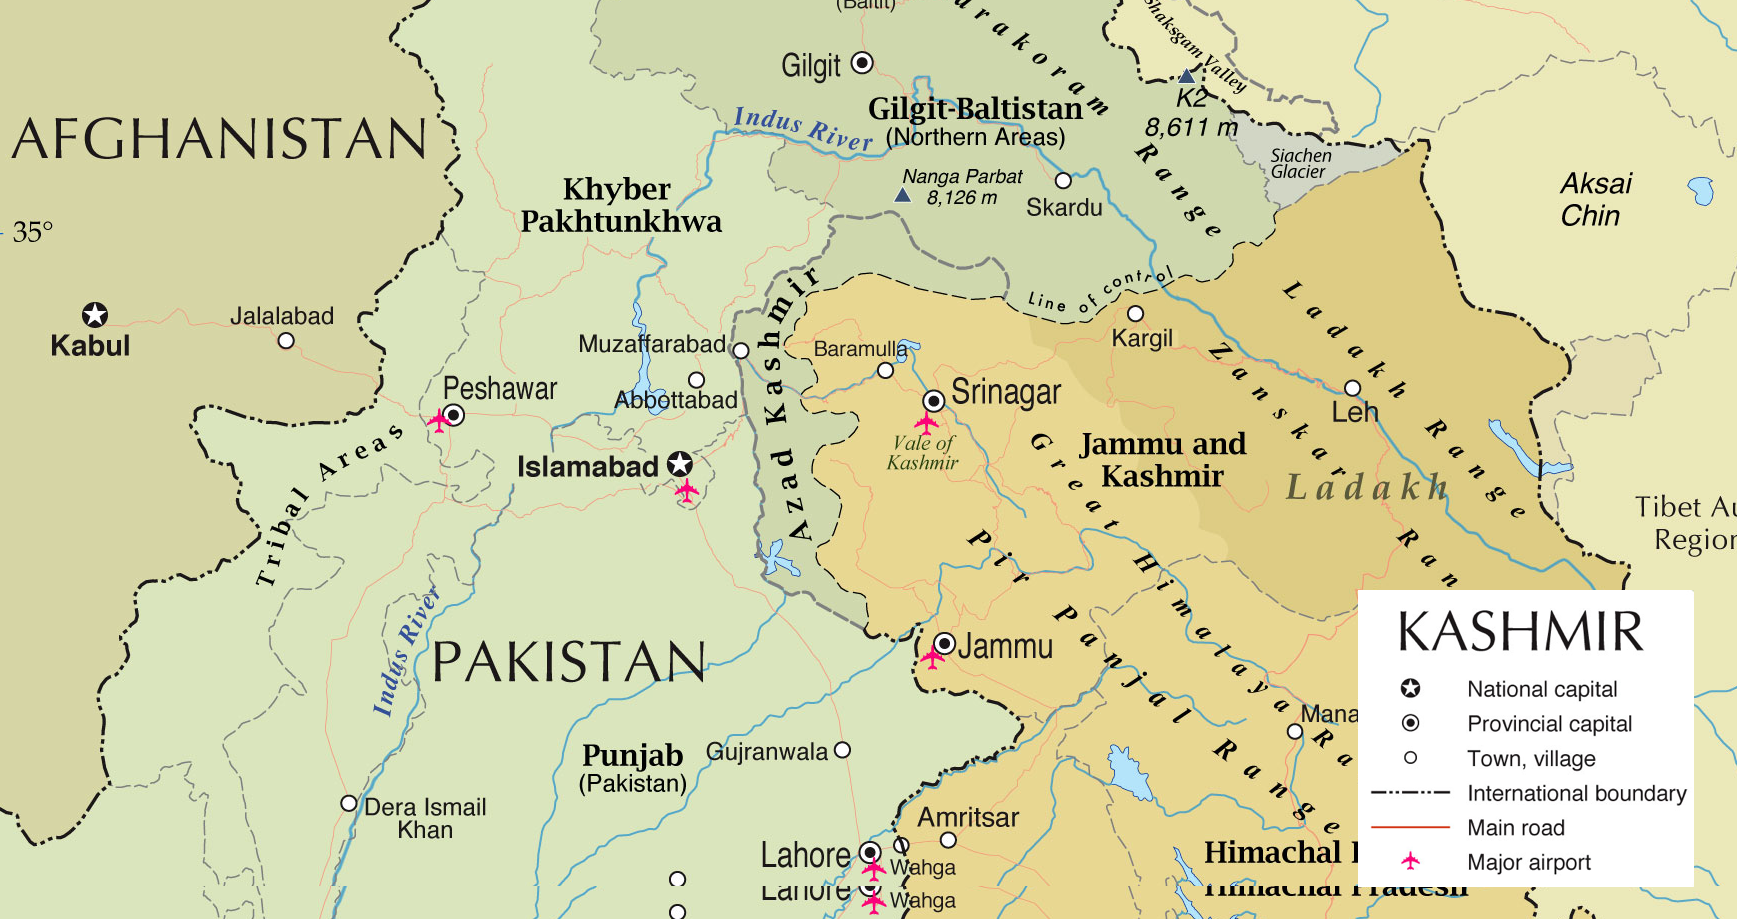 (Baltit)
Karakoram Range
Shaksgam Valley
Gilgit
K2
8,611 m
Gilgit-Baltistan
(Northern Areas)
Indus River
AFGHANISTAN
Siachen
Glacier
Nanga Parbat
8,126 m
Skardu
Aksai
Chin
Khyber
Pakhtunkhwa
35°
Line of control
Ladakh Range
Kabul
Jalalabad
Muzaffarabad
Azad Kashmir
Baramulla
Kargil
Zanskar Ran
Peshawar
Abbottabad
Srinagar
Leh
Vale of
Kashmir
Great Himalaya Ra
Jammu and
Kashmir
Ladakh
Tribal Areas
Islamabad
Tibet Au
Region
Pir Panjal Range
Indus River
PAKISTAN
Jammu
Mana
Punjab
(Pakistan)
Gujranwala
Dera Ismail
Khan
Amritsar
Lahore
Wahga
Himachal
Lahore
Wahga
Himachal Pradesh
KASHMIR
National capital
Provincial capital
Town, village
International boundary
Main road
Major airport